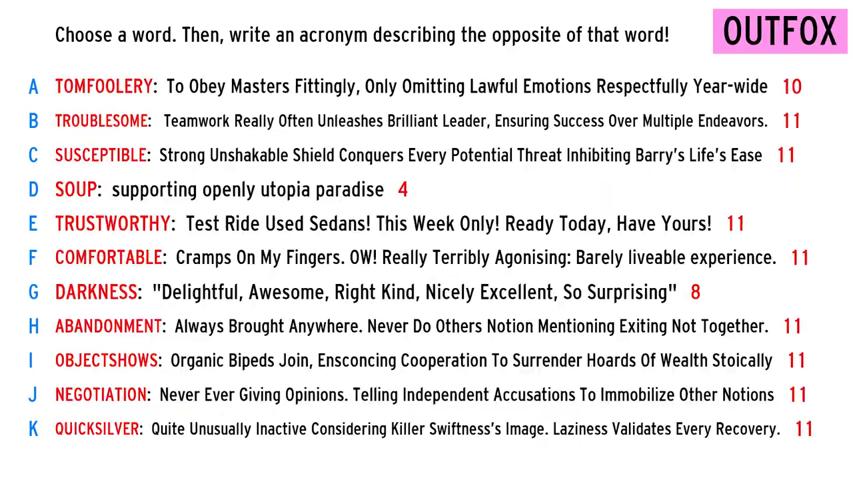 Choose a word. Then, write an acronym describing the opposite of that word! OUTFOX
A TOMFOOLERY: To Obey Masters Fittingly, Only Omitting Lawful Emotions Respectfully Year-wide 10
B TROUBLESOME: Teamwork Really Often Unleashes Brilliant Leader, Ensuring Success Over Multiple Endeavors. 11
C SUSCEPTIBLE: Strong Unshakable Shield Conquers Every Potential Threat Inhibiting Barry's Life's Ease 11
D SOUP: supporting openly utopia paradise 4
E TRUSTWORTHY: Test Ride Used Sedans! This Week Only! Ready Today, Have Yours! 11
F COMFORTABLE: Cramps On My Fingers. OW! Really Terribly Agonising: Barely liveable experience. 11
G DARKNESS: "Delightful, Awesome, Right Kind, Nicely Excellent, So Surprising" 8
H ABANDONMENT: Always Brought Anywhere. Never Do Others Notion Mentioning Exiting Not Together. 11
I OBJECTSHOWS: Organic Bipeds Join, Ensconcing Cooperation To Surrender Hoards Of Wealth Stoically 11
J NEGOTIATION: Never Ever Giving Opinions. Telling Independent Accusations To Immobilize Other Notions 11
K QUICKSILVER: Quite Unusually Inactive Considering Killer Swiftness's Image. Laziness Validates Every Recovery. 11